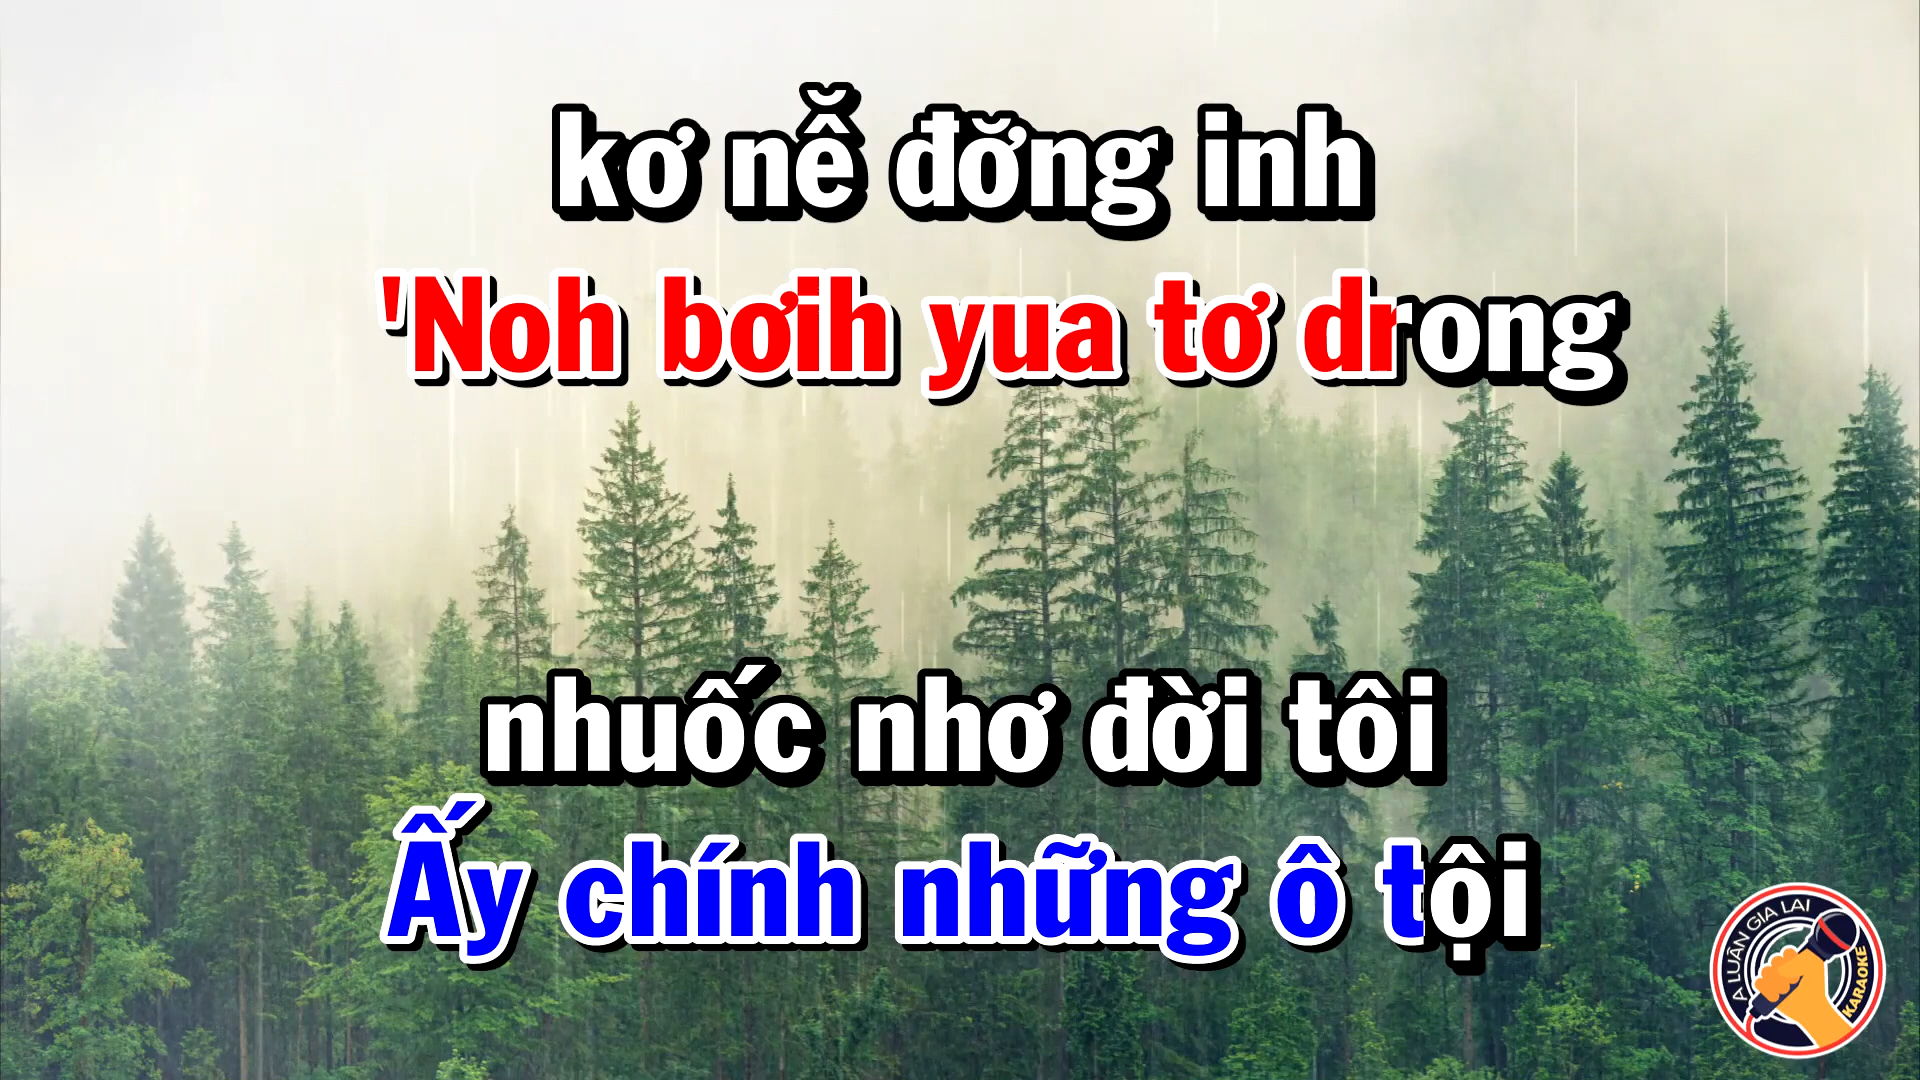 kơ nê̆ đơ̆ng inh
'Noh bơih yua tơ drong
nhuốc nhơ đời tôi
Ấy chính những ô tội
A LUÂN GIA LAI
KARAOKE